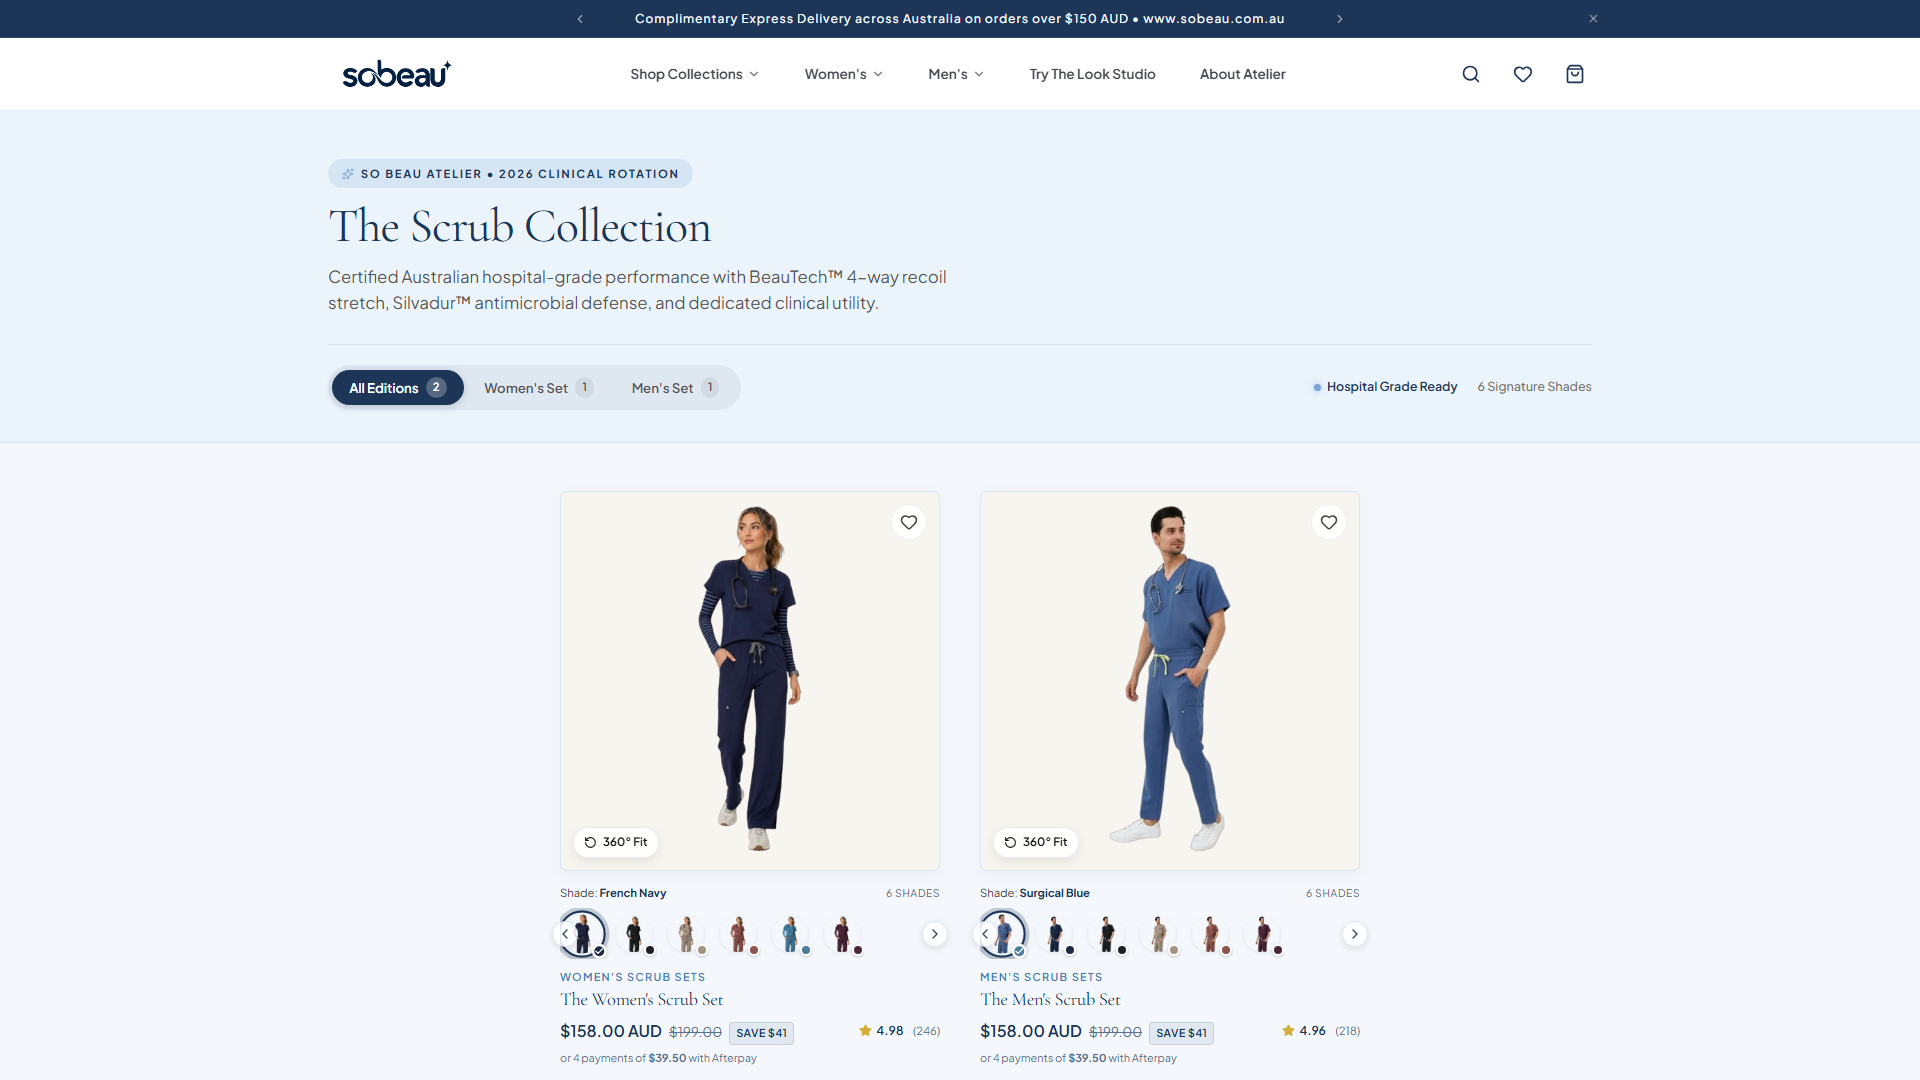 Complimentary Express Delivery across Australia on orders over $150 AUD • www.sobeau.com.au
sobeau
Shop Collections
Women's
Men's
Try The Look Studio
About Atelier
SO BEAU ATELIER • 2026 CLINICAL ROTATION
The Scrub Collection
Certified Australian hospital-grade performance with BeauTech™ 4-way recoil
stretch, Silvadur™ antimicrobial defense, and dedicated clinical utility.
All Editions 2
Women's Set 1
Men's Set 1
Hospital Grade Ready
6 Signature Shades
360° Fit
Shade: French Navy
6 SHADES
WOMEN'S SCRUB SETS
The Women's Scrub Set
$158.00 AUD $199.00 SAVE $41
4.98 (246)
or 4 payments of $39.50 with Afterpay
360° Fit
Shade: Surgical Blue
6 SHADES
MEN'S SCRUB SETS
The Men's Scrub Set
$158.00 AUD $199.00 SAVE $41
4.96 (218)
or 4 payments of $39.50 with Afterpay